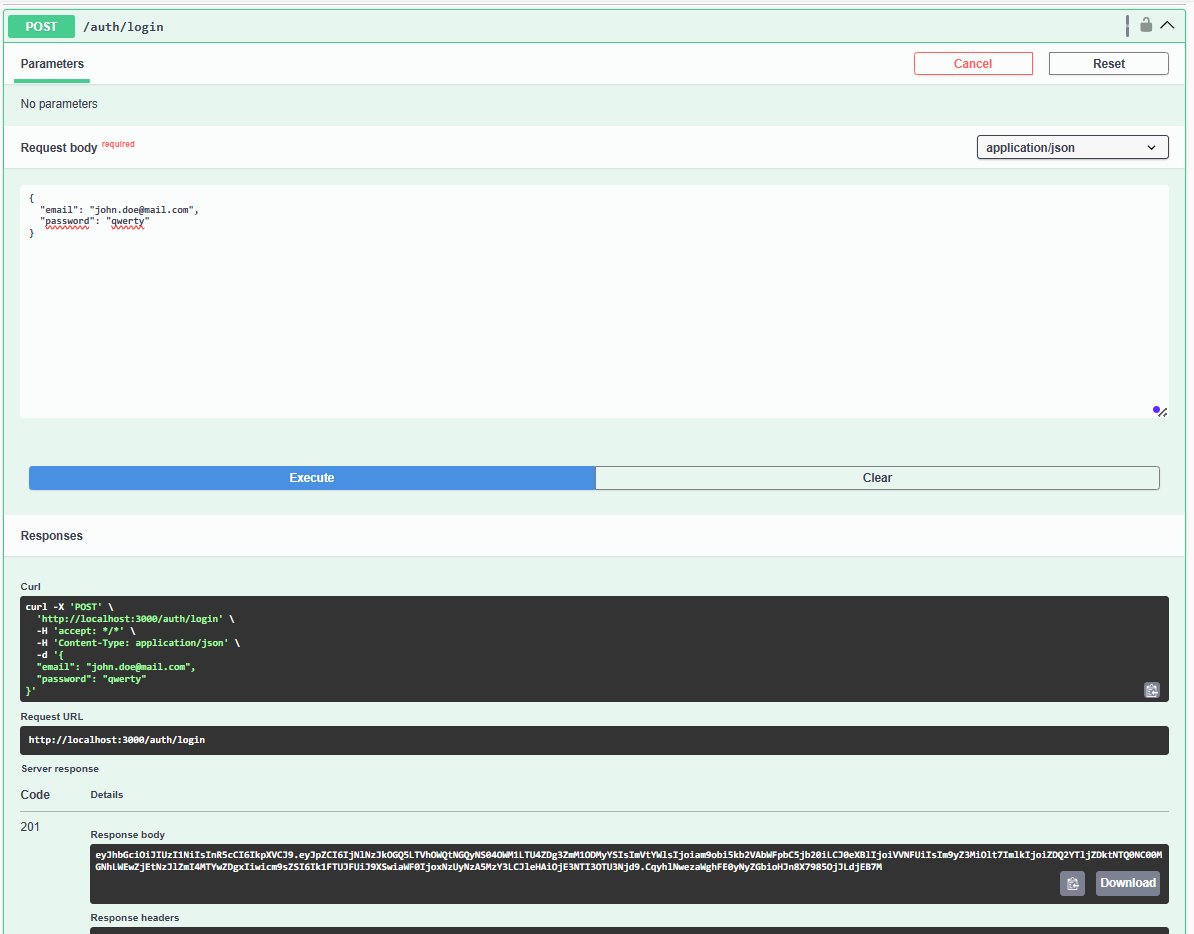 POST /auth/login
Parameters
Cancel
Reset
No parameters
Request body required
application/json
{
"email": "john.doe@mail.com",
"password": "qwerty"
}
Execute
Clear
Responses
Curl
curl -X 'POST' \
'http://localhost:3000/auth/login' \
-H 'accept: */*' \
-H 'Content-Type: application/json' \
-d '{
"email": "john.doe@mail.com",
"password": "qwerty"
}'
Request URL
http://localhost:3000/auth/login
Server response
Code Details
201
Response body
Download
Response headers